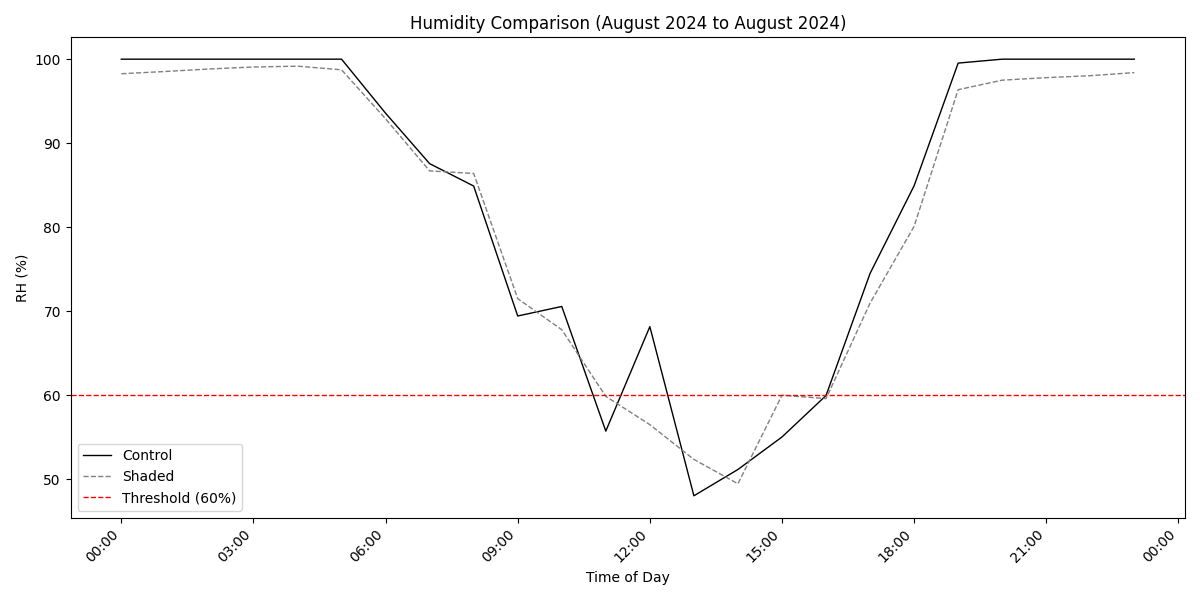 Humidity Comparison (August 2024 to August 2024)
RH (%)
100
90
80
70
60
50
Control
Shaded
Threshold (60%)
00:00
03:00
06:00
09:00
12:00
15:00
18:00
21:00
00:00
Time of Day